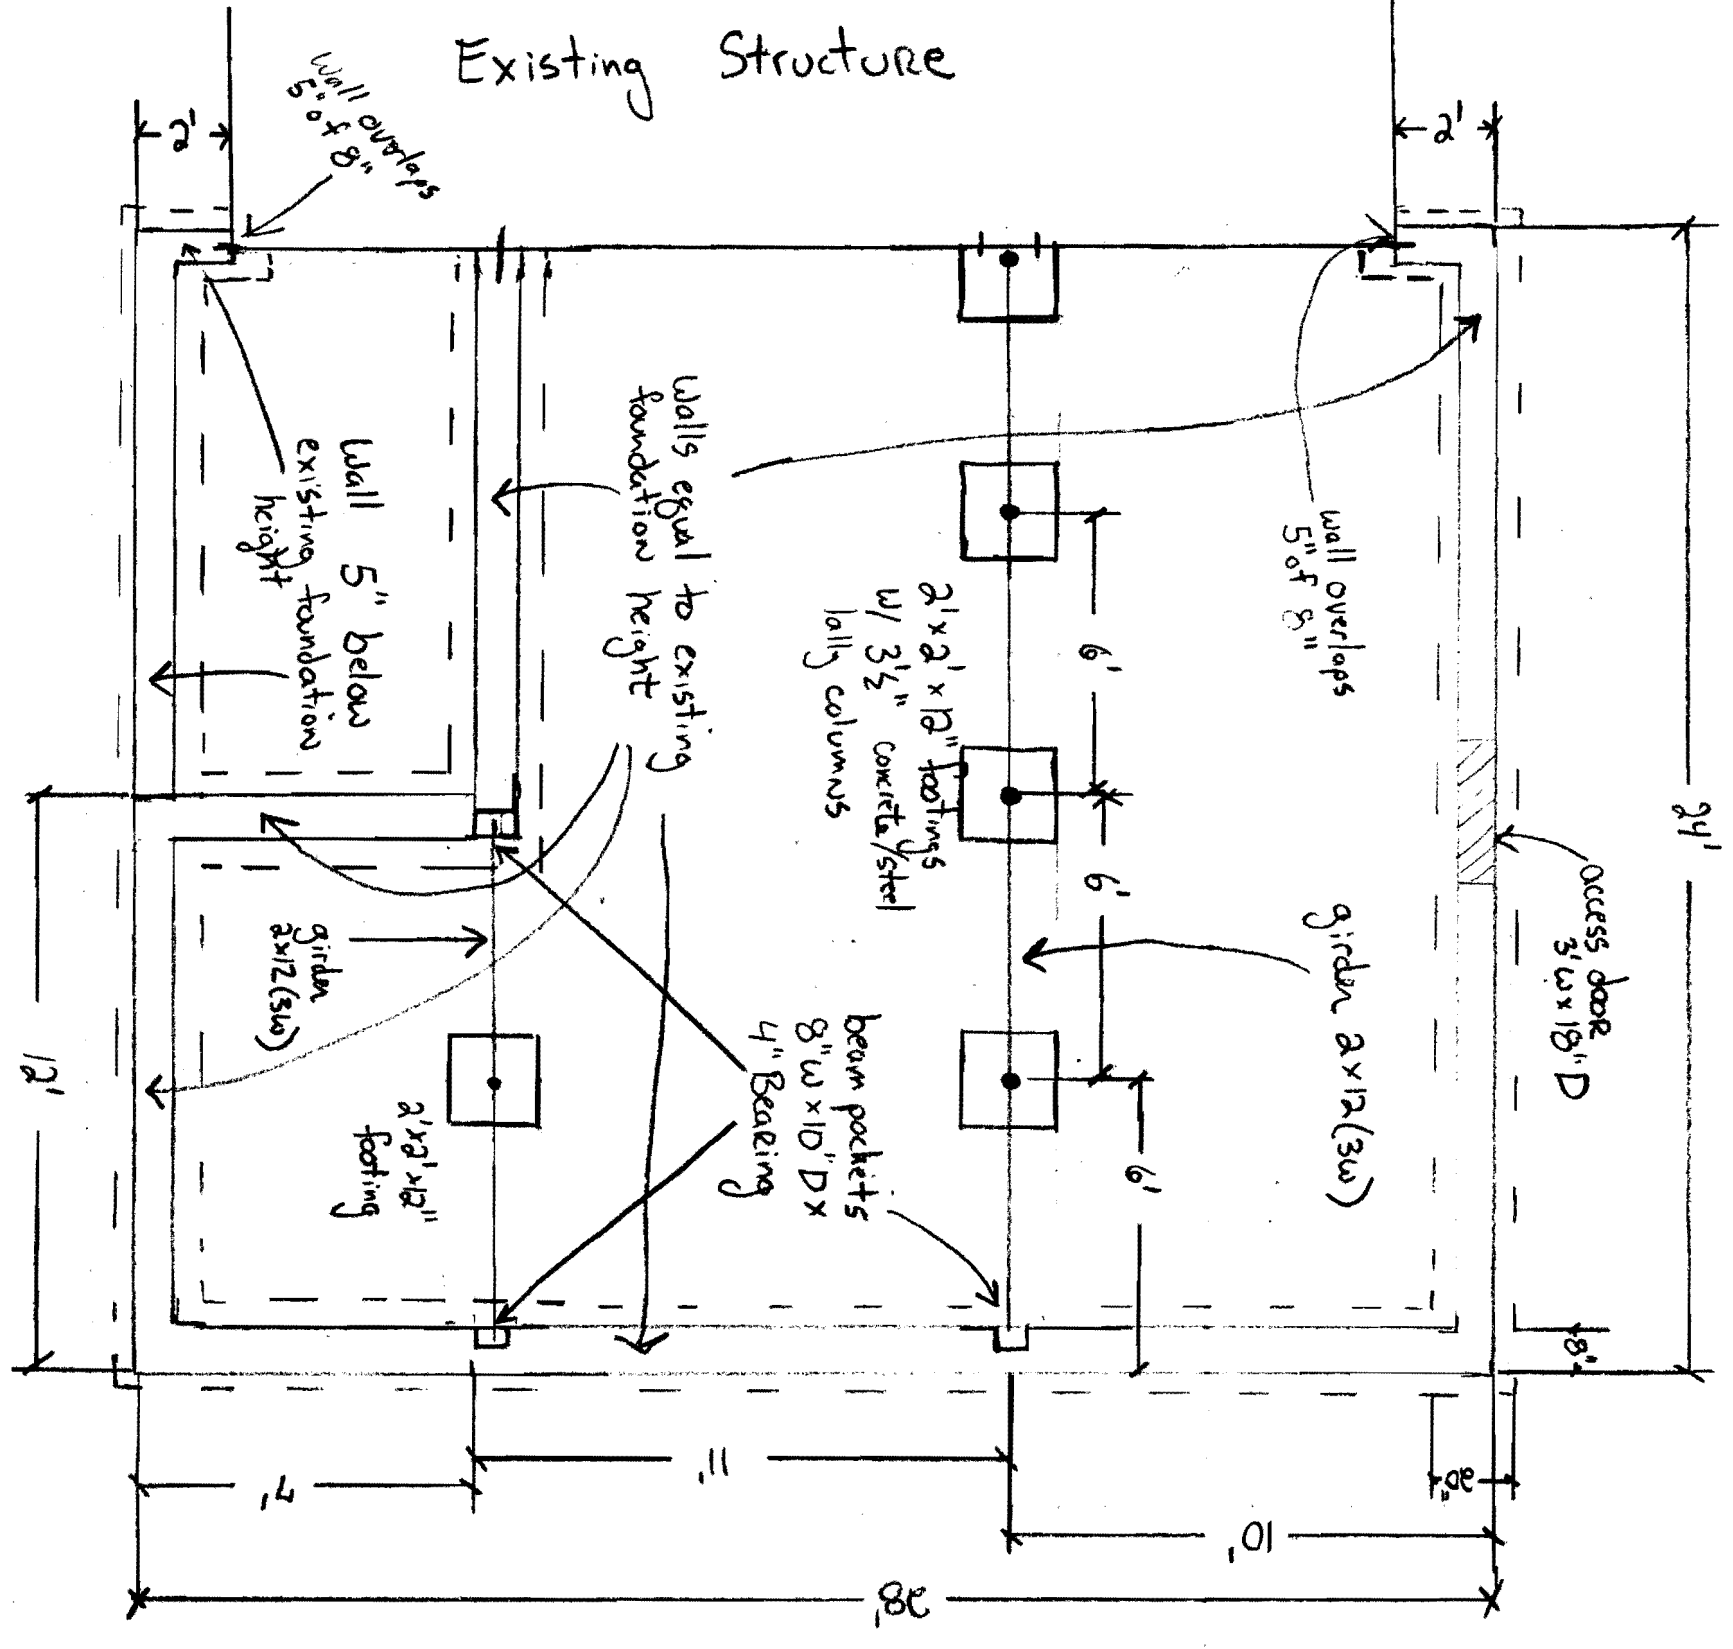 Existing Structure
Wall overlaps
5" of 8"
2'
2'
Wall 5" below
existing foundation
height
Walls equal to existing
foundation height
2'x2'x12" footings
w/ 3½" concrete/steel
lally columns
wall overlaps
5" of 8"
6'
6'
6'
24'
access door
3'w x 18" D
girder 2x12(3w)
girder
2x12(3w)
beam pockets
8"w x 10"D x
4" Bearing
2'x2'x12"
footing
12'
8"
20"
7'
11'
10'
28'